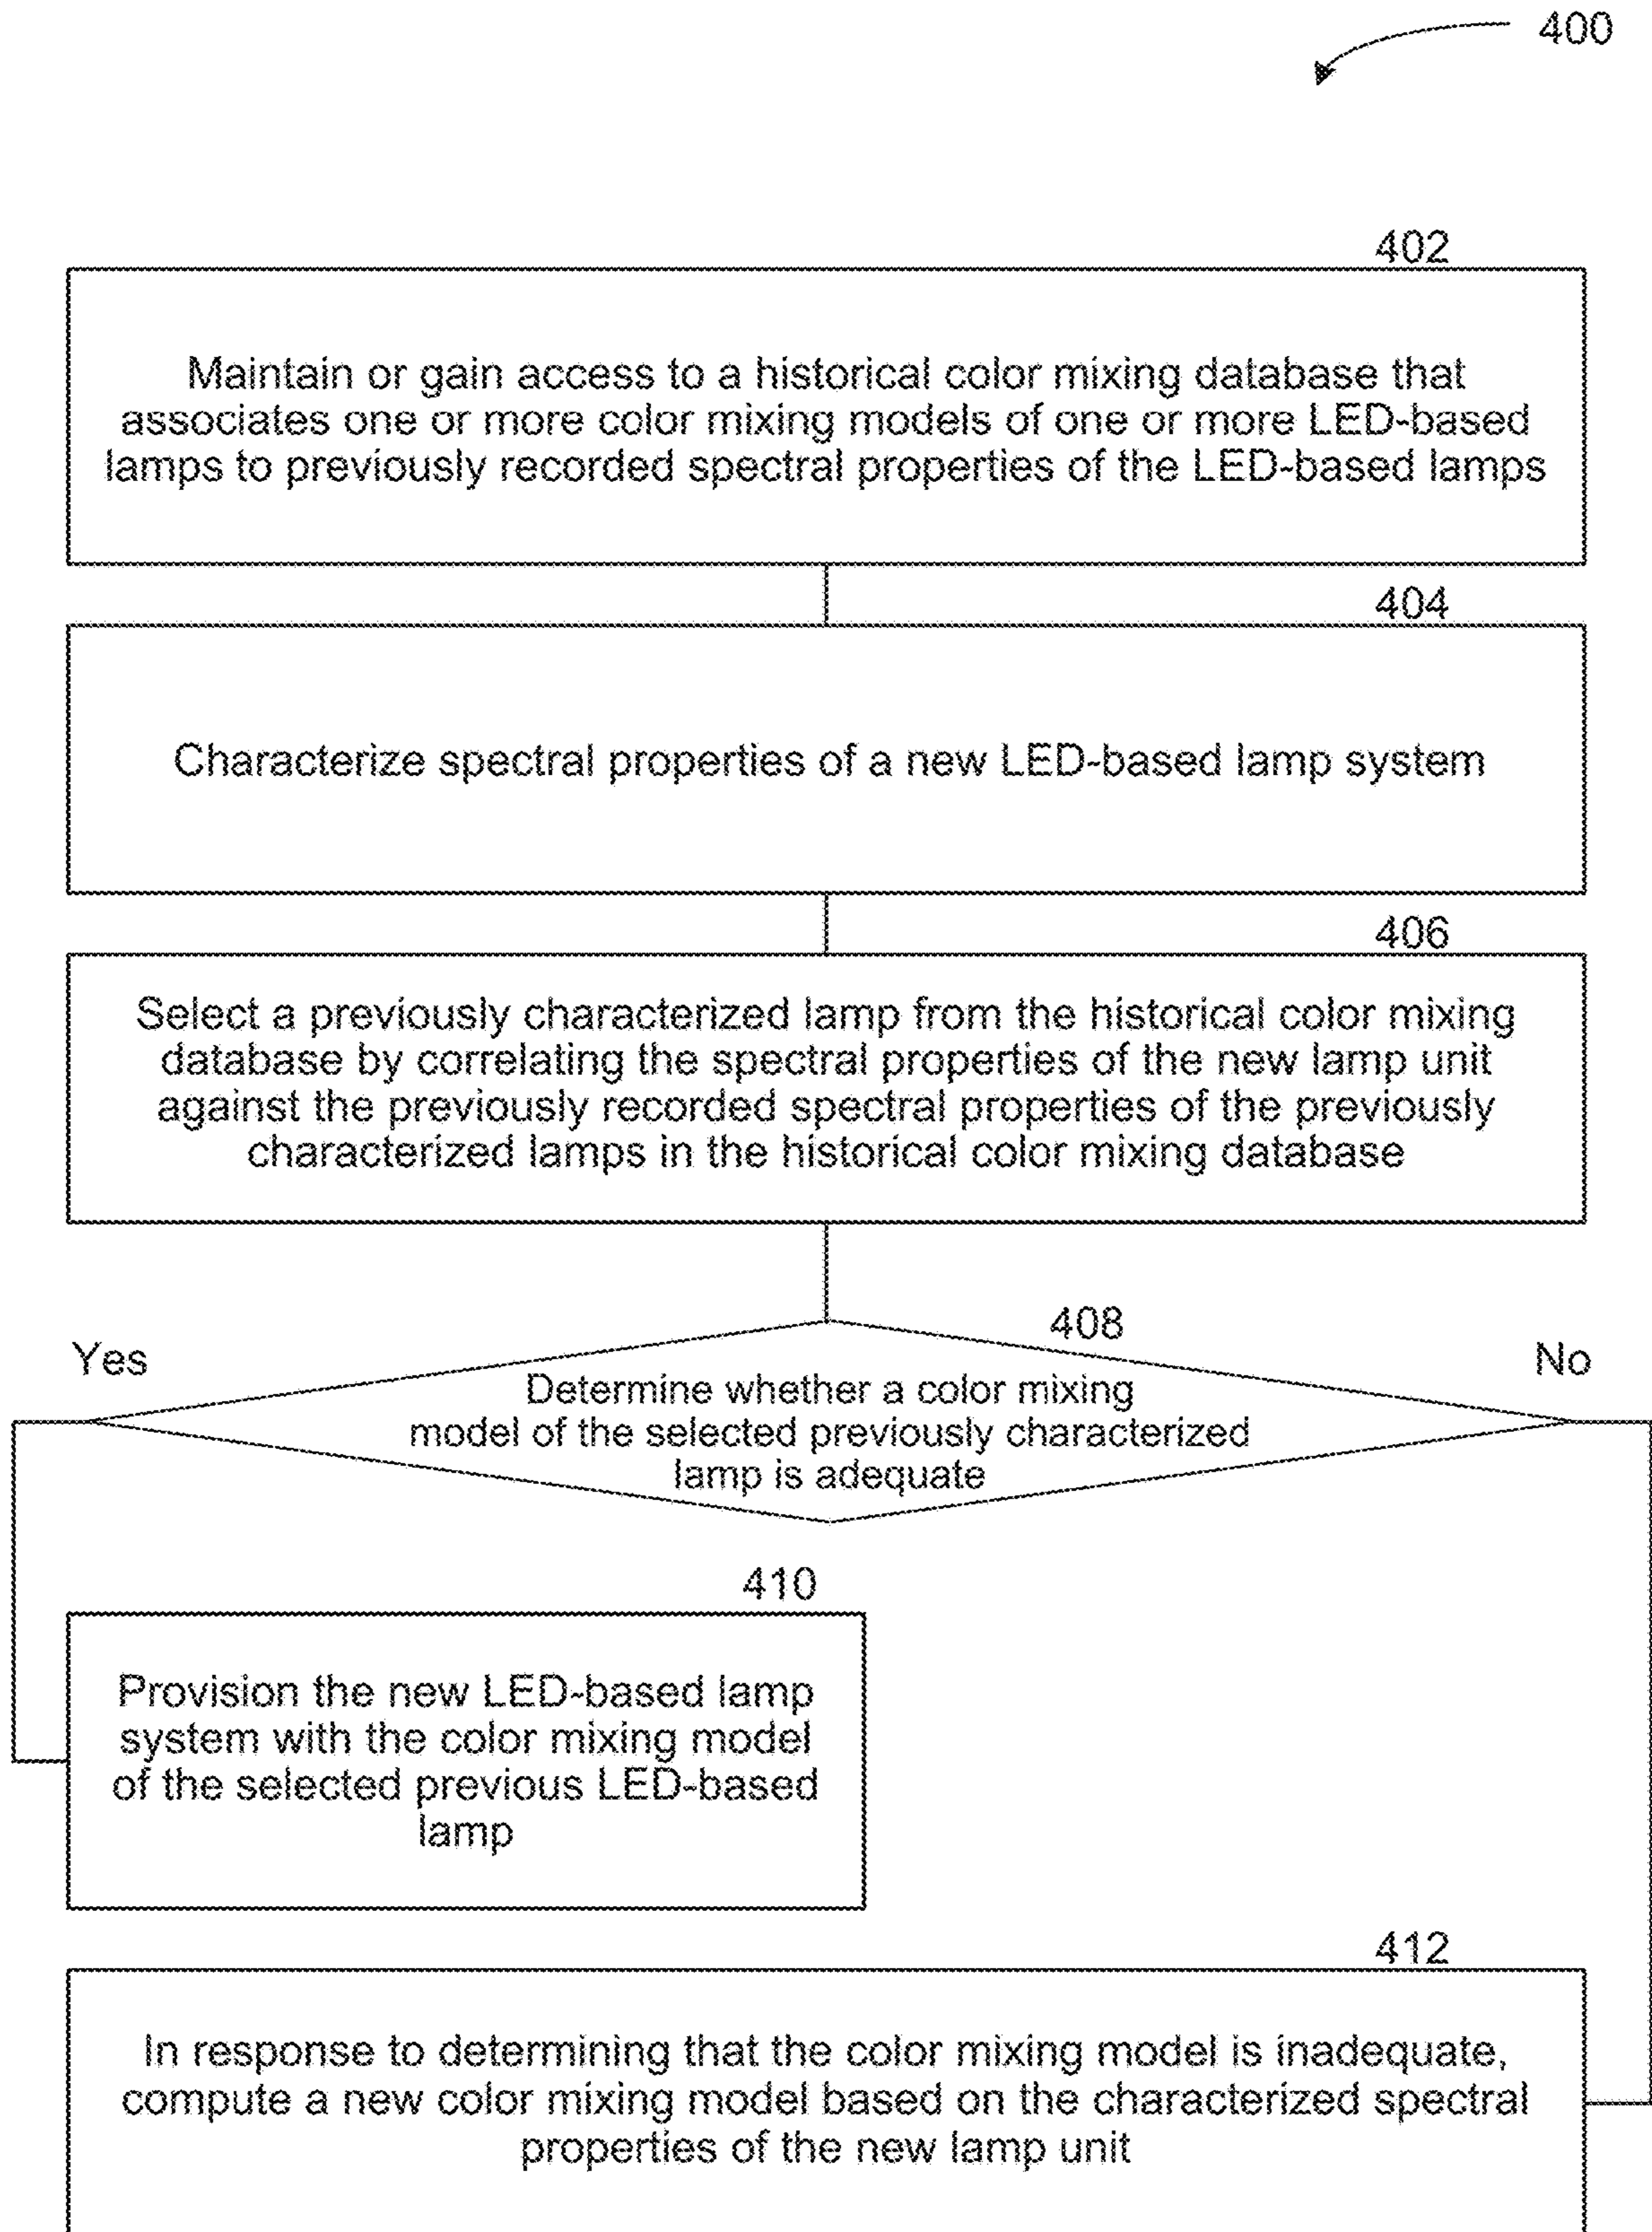 400
402
Maintain or gain access to a historical color mixing database that
associates one or more color mixing models of one or more LED-based
lamps to previously recorded spectral properties of the LED-based lamps
404
Characterize spectral properties of a new LED-based lamp system
406
Select a previously characterized lamp from the historical color mixing
database by correlating the spectral properties of the new lamp unit
against the previously recorded spectral properties of the previously
characterized lamps in the historical color mixing database
408
Yes
No
Determine whether a color mixing
model of the selected previously characterized
lamp is adequate
410
Provision the new LED-based lamp
system with the color mixing model
of the selected previous LED-based
lamp
412
In response to determining that the color mixing model is inadequate,
compute a new color mixing model based on the characterized spectral
properties of the new lamp unit